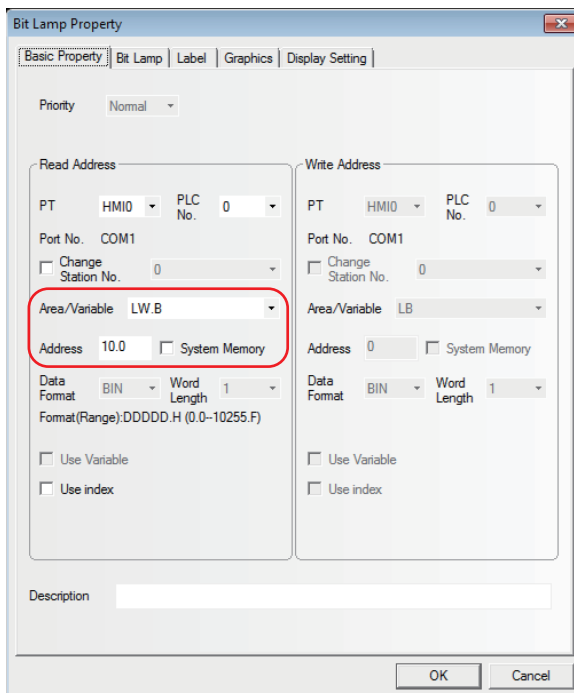 Bit Lamp Property
Basic Property Bit Lamp Label Graphics Display Setting
Priority Normal
Read Address
PT HMI0 PLC No. 0
Port No. COM1
Change Station No. 0
Area/Variable LW.B
Address 10.0 System Memory
Data Format BIN Word Length 1
Format(Range):DDDDD.H (0.0--10255.F)
Use Variable
Use index
Write Address
PT HMI0 PLC No. 0
Port No. COM1
Change Station No. 0
Area/Variable LB
Address 0 System Memory
Data Format BIN Word Length 1
Use Variable
Use index
Description
OK Cancel